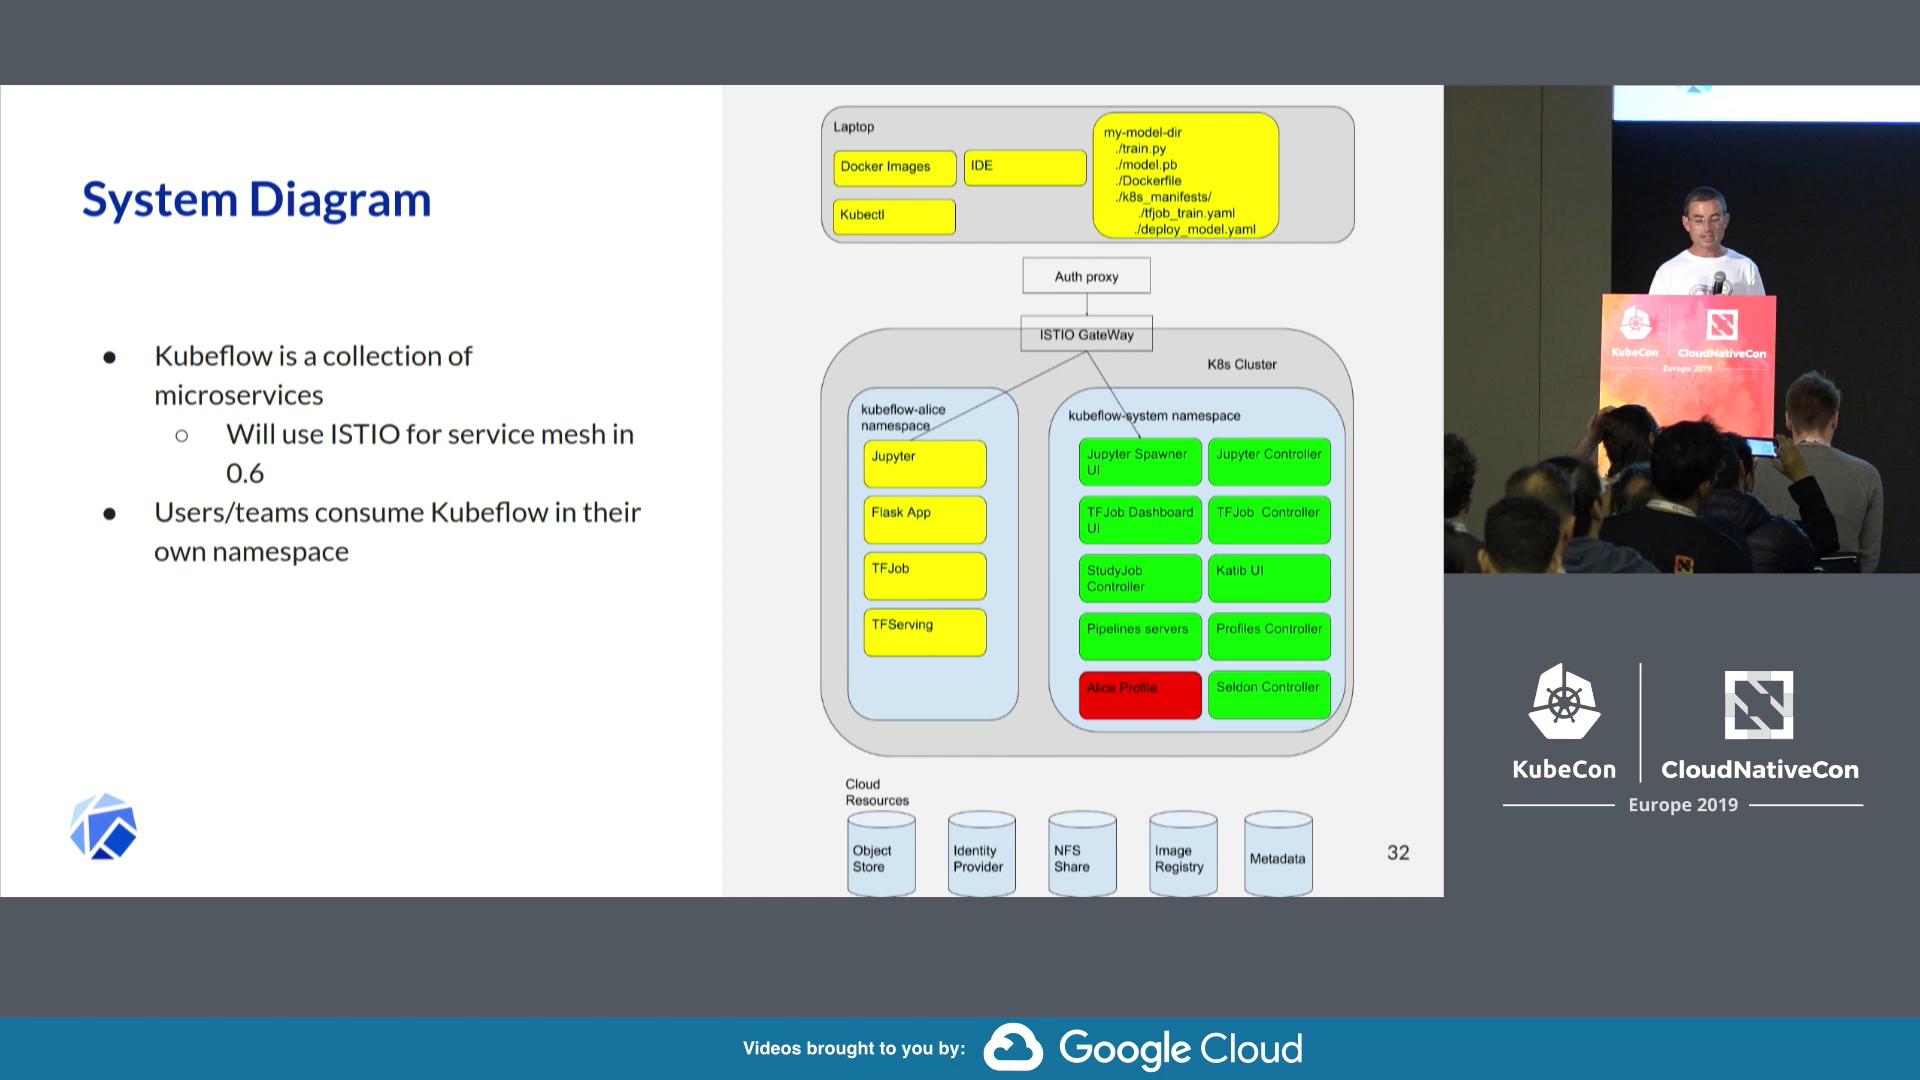 System Diagram
● Kubeflow is a collection of
microservices
○ Will use ISTIO for service mesh in
0.6
● Users/teams consume Kubeflow in their
own namespace
Laptop
Docker Images
IDE
Kubectl
my-model-dir
./train.py
./model.pb
./Dockerfile
./k8s_manifests/
./tfjob_train.yaml
./deploy_model.yaml
Auth proxy
ISTIO GateWay
K8s Cluster
kubeflow-alice
namespace
Jupyter
Flask App
TFJob
TFServing
kubeflow-system namespace
Jupyter Spawner
UI
Jupyter Controller
TFJob Dashboard
UI
TFJob Controller
StudyJob
Controller
Katib UI
Pipelines servers
Profiles Controller
Alice Profile
Seldon Controller
Cloud
Resources
Object
Store
Identity
Provider
NFS
Share
Image
Registry
Metadata
32
KubeCon
CloudNativeCon
Europe 2019
KubeCon
CloudNativeCon
Europe 2019
Videos brought to you by:
Google Cloud